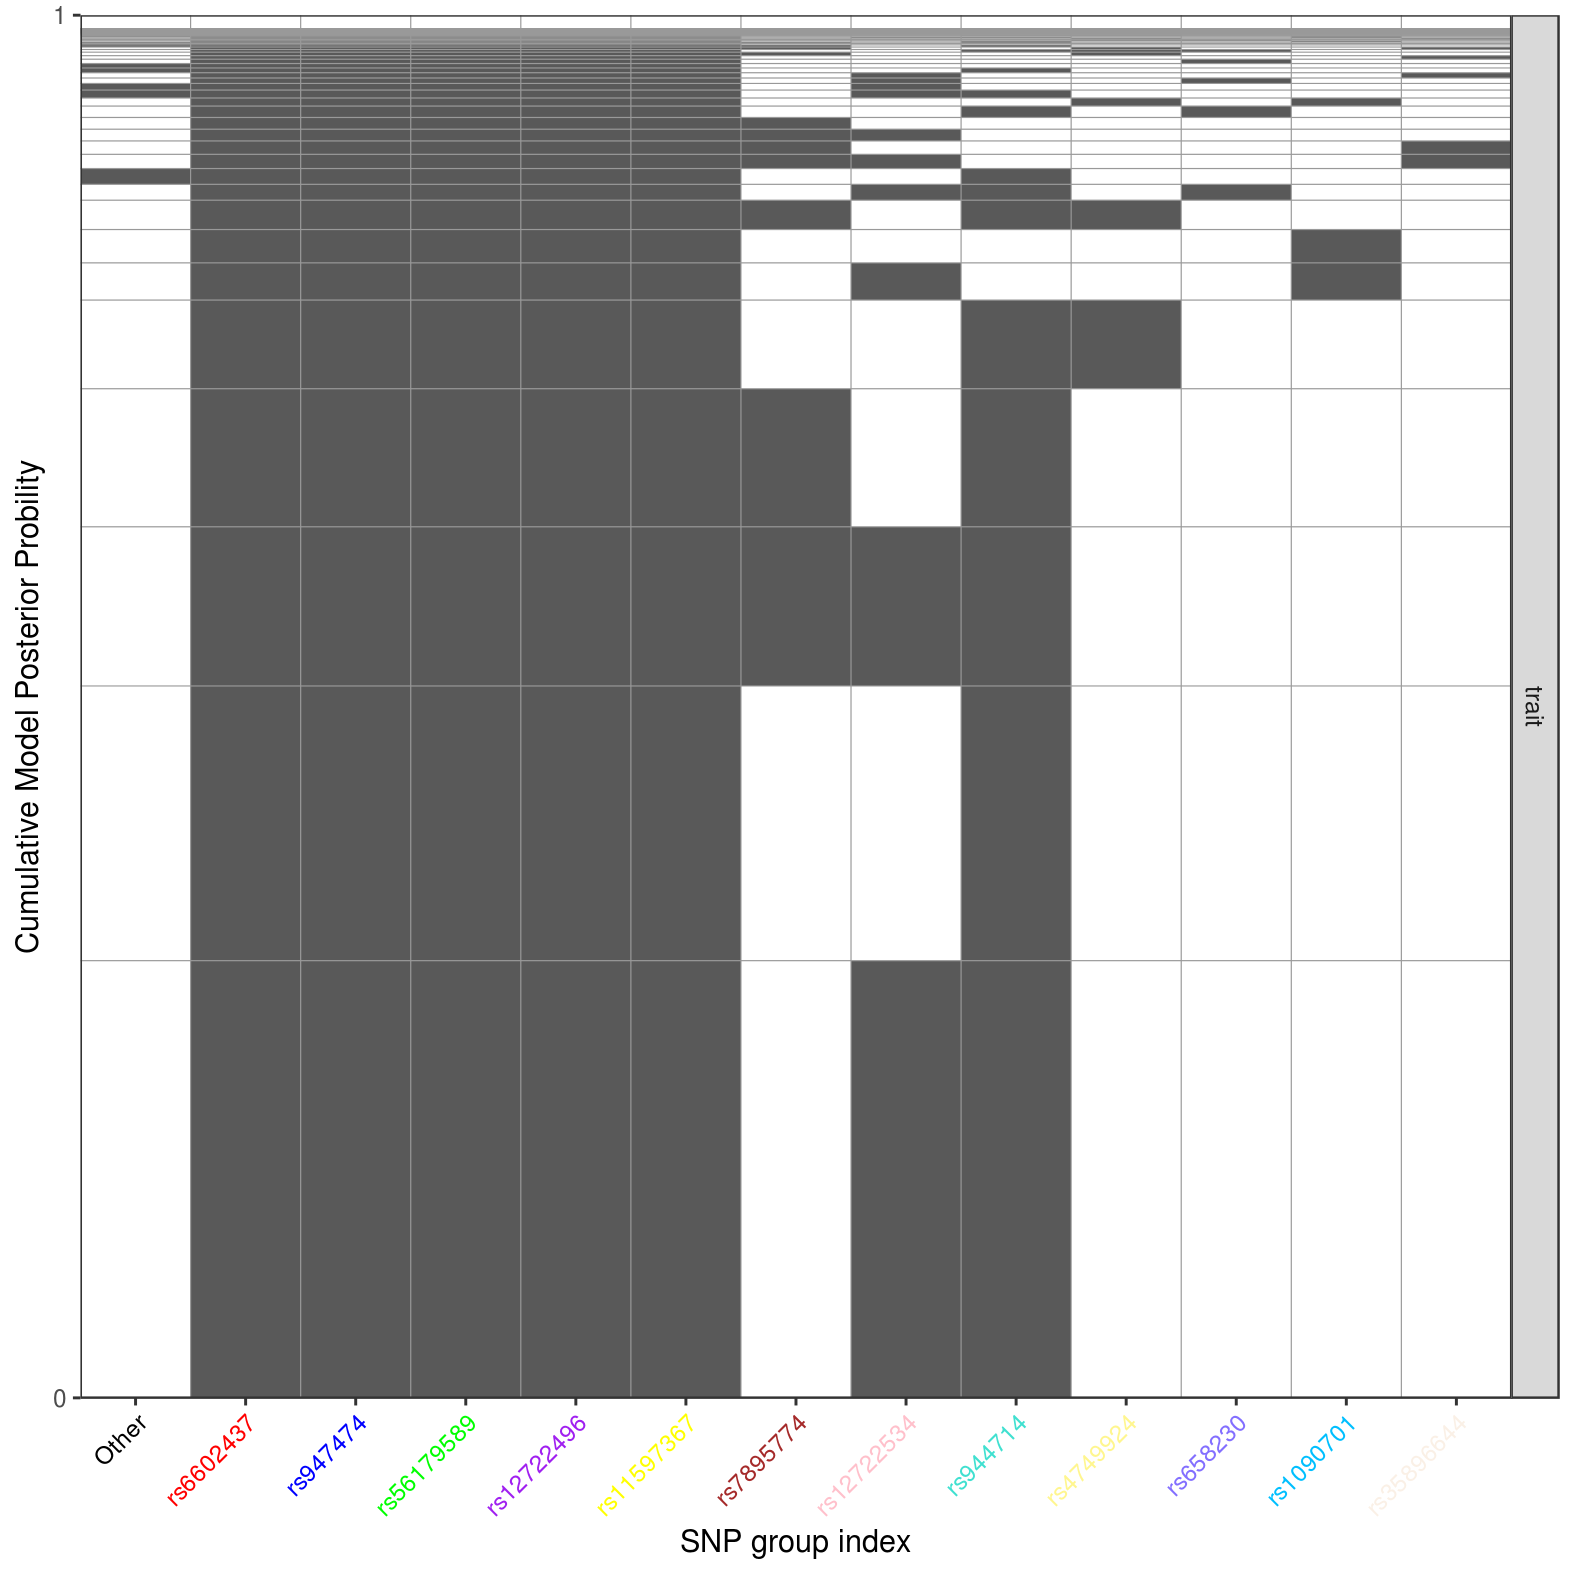 1
Cumulative Model Posterior Probility
trait
0
Other
rs6602437
rs947474
rs56179589
rs12722496
rs11597367
rs7895774
rs12722534
rs944714
rs4749924
rs658230
rs1090701
rs35896644
SNP group index